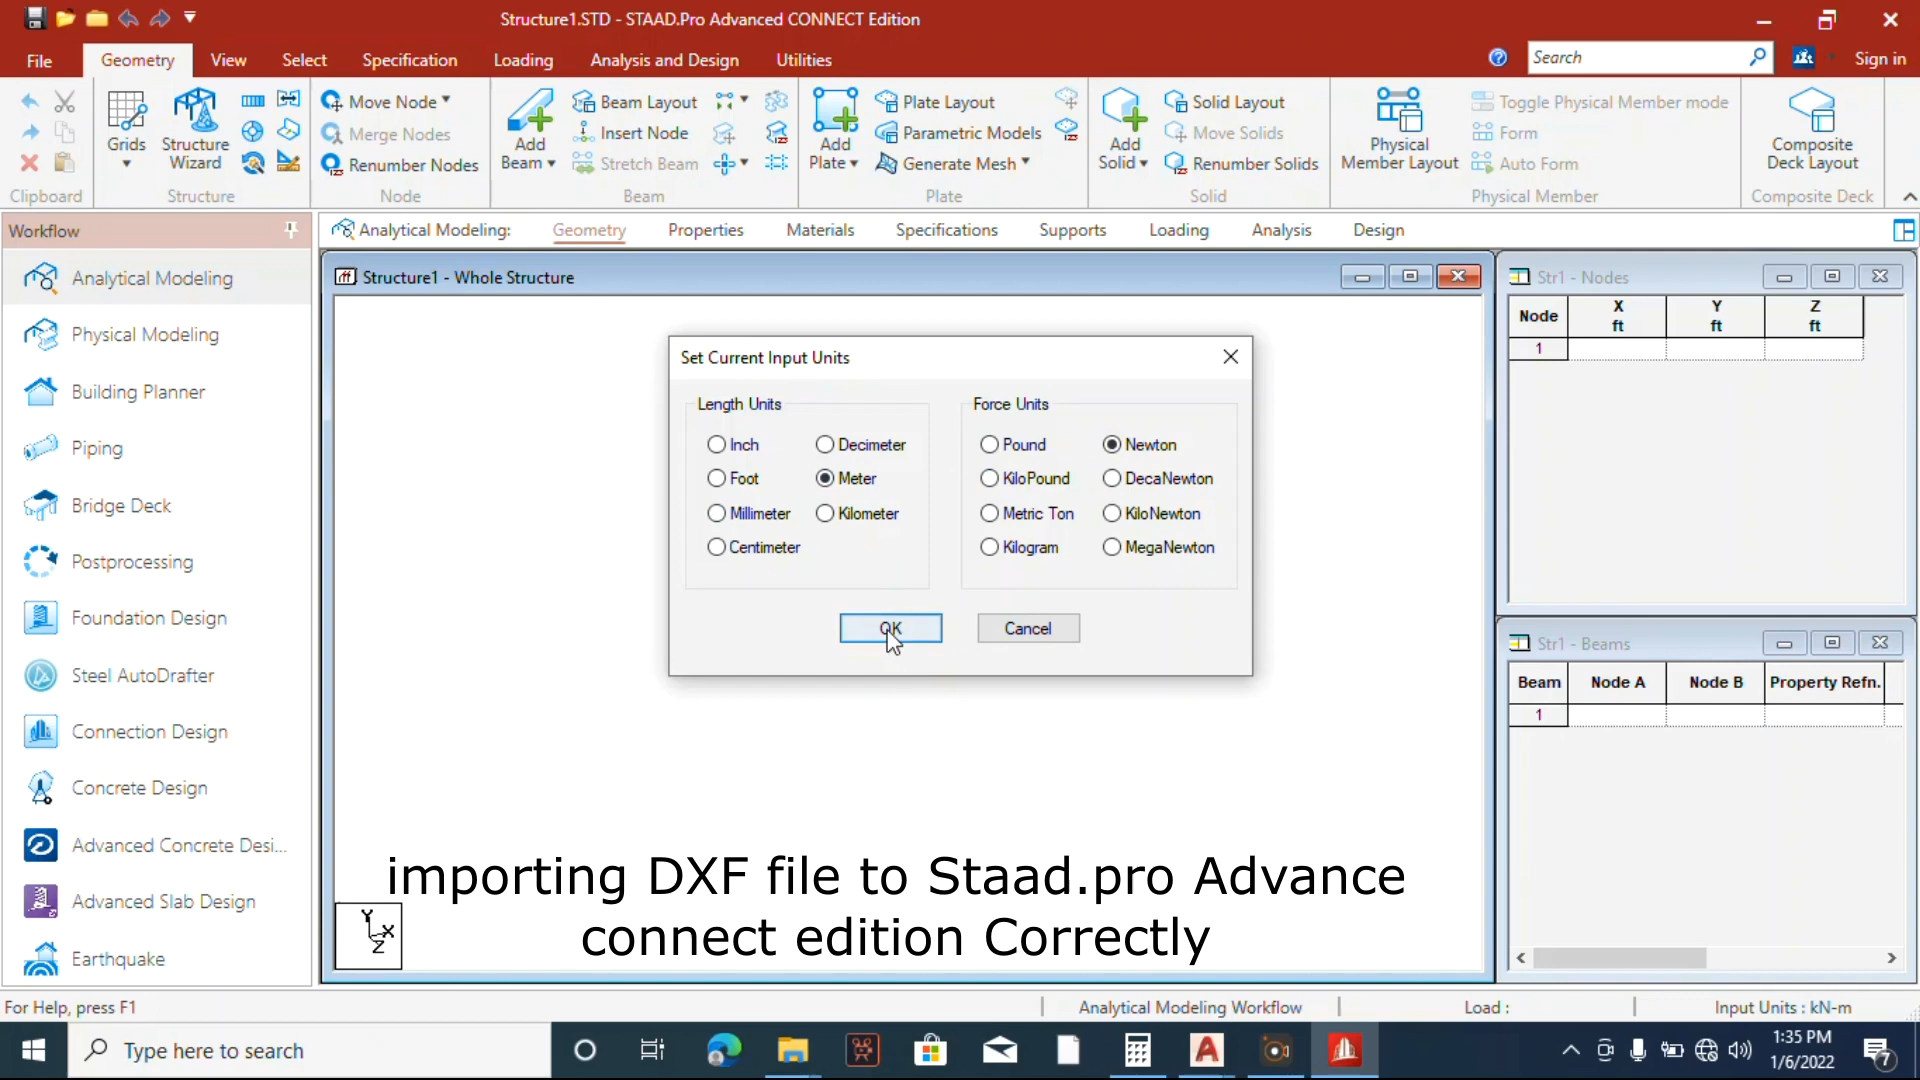 Structure1.STD - STAAD.Pro Advanced CONNECT Edition
File Geometry View Select Specification Loading Analysis and Design Utilities Search Sign in
Move Node Beam Layout Plate Layout Solid Layout Toggle Physical Member mode
Merge Nodes Insert Node Parametric Models Move Solids Form
Renumber Nodes Stretch Beam Generate Mesh Renumber Solids Auto Form
Grids
Structure
Wizard
Add
Beam
Add
Plate
Add
Solid
Physical
Member Layout
Composite
Deck Layout
Clipboard Structure Node Beam Plate Solid Physical Member Composite Deck
Workflow
Analytical Modeling: Geometry Properties Materials Specifications Supports Loading Analysis Design
Analytical Modeling
Physical Modeling
Building Planner
Piping
Bridge Deck
Postprocessing
Foundation Design
Steel AutoDrafter
Connection Design
Concrete Design
Advanced Concrete Desi...
Advanced Slab Design
Earthquake
Structure1 - Whole Structure
Set Current Input Units
Length Units Force Units
Inch Decimeter Pound Newton
Foot Meter KiloPound DecaNewton
Millimeter Kilometer Metric Ton KiloNewton
Centimeter Kilogram MegaNewton
OK Cancel
Str1 - Nodes
Node X Y Z
ft ft ft
1
Str1 - Beams
Beam Node A Node B Property Refn.
1
importing DXF file to Staad.pro Advance
connect edition Correctly
Y
X
Z
For Help, press F1 Analytical Modeling Workflow Load : Input Units : kN-m
Type here to search
1:35 PM
1/6/2022
7